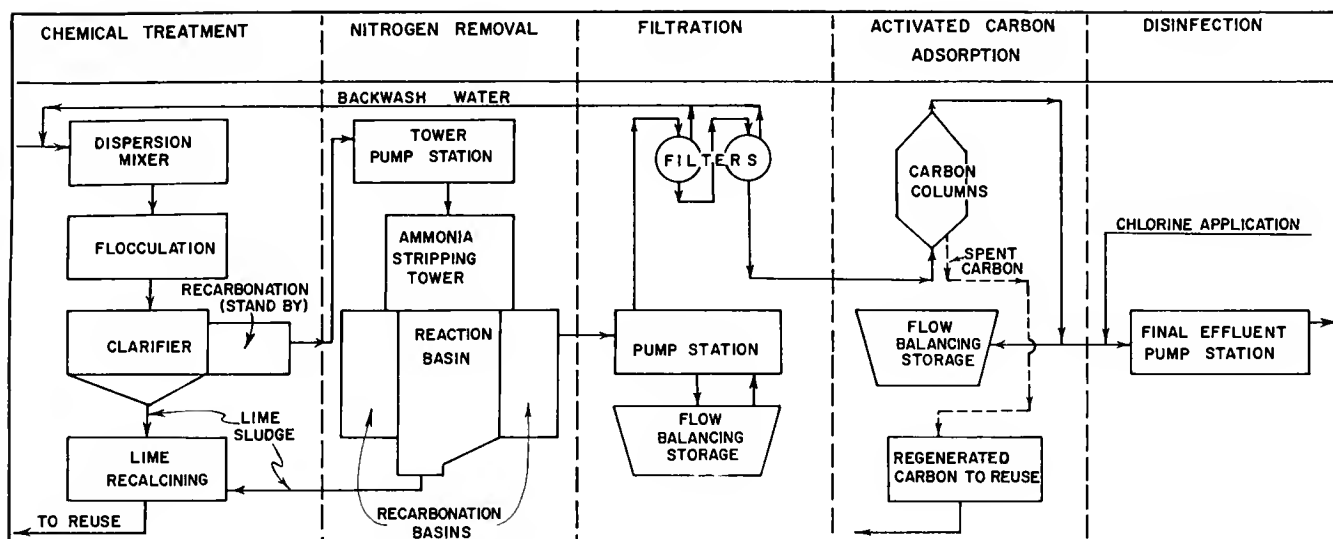 CHEMICAL TREATMENT
NITROGEN REMOVAL
FILTRATION
ACTIVATED CARBON
ADSORPTION
DISINFECTION
BACKWASH WATER
DISPERSION
MIXER
FLOCCULATION
RECARBONATION
(STAND BY)
CLARIFIER
LIME
SLUDGE
LIME
RECALCINING
TO REUSE
TOWER
PUMP STATION
AMMONIA
STRIPPING
TOWER
REACTION
BASIN
RECARBONATION
BASINS
FILTERS
PUMP STATION
FLOW
BALANCING
STORAGE
CARBON
COLUMNS
SPENT
CARBON
FLOW
BALANCING
STORAGE
REGENERATED
CARBON TO REUSE
CHLORINE APPLICATION
FINAL EFFLUENT
PUMP STATION